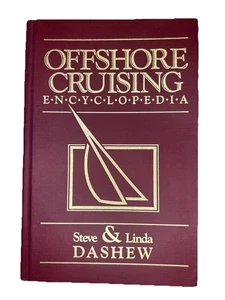 OFFSHORE
CRUISING
E•N•C•Y•C•L•O•P•E•D•I•A
Steve & Linda
DASHEW